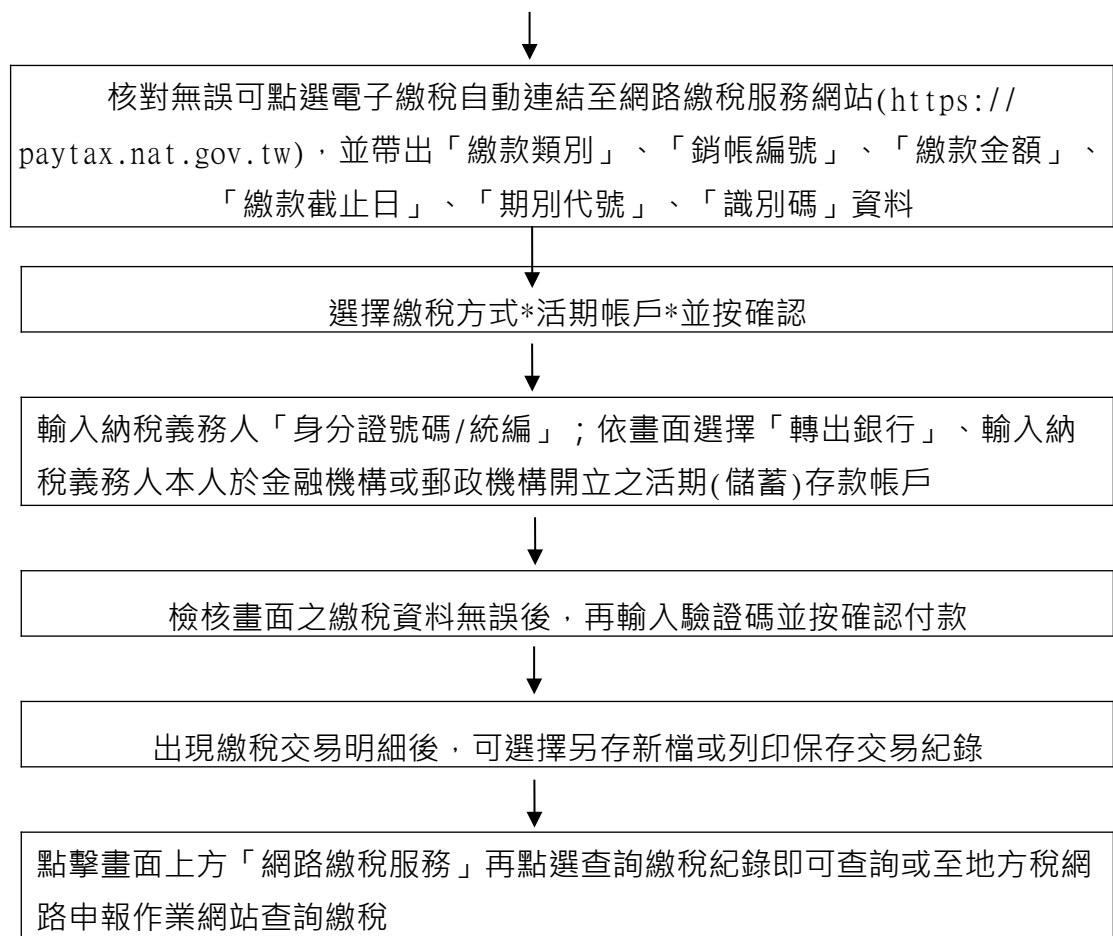 核對無誤可點選電子繳稅自動連結至網路繳稅服務網站(https://
paytax.nat.gov.tw)，並帶出「繳款類別」、「銷帳編號」、「繳款金額」、
「繳款截止日」、「期別代號」、「識別碼」資料
選擇繳稅方式*活期帳戶*並按確認
輸入納稅義務人「身分證號碼/統編」；依畫面選擇「轉出銀行」、輸入納
稅義務人本人於金融機構或郵政機構開立之活期(儲蓄)存款帳戶
檢核畫面之繳稅資料無誤後，再輸入驗證碼並按確認付款
出現繳稅交易明細後，可選擇另存新檔或列印保存交易紀錄
點擊畫面上方「網路繳稅服務」再點選查詢繳稅紀錄即可查詢或至地方稅網
路申報作業網站查詢繳稅